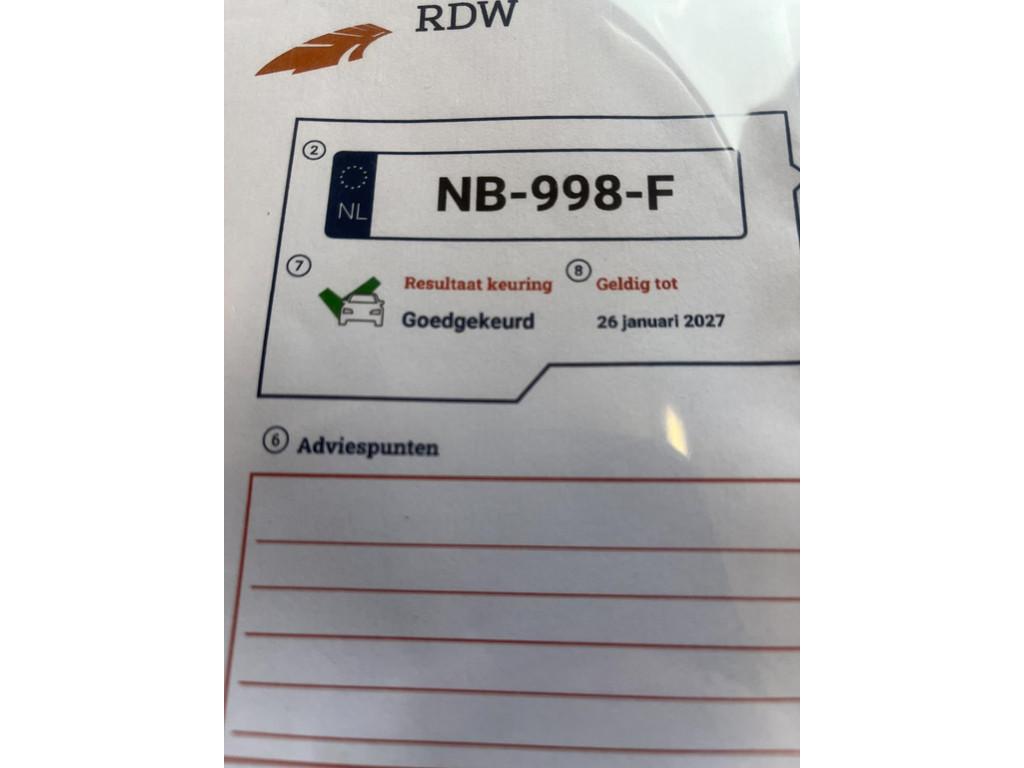 RDW
2
NL
NB-998-F
7
Resultaat keuring
8
Geldig tot
Goedgekeurd
26 januari 2027
6 Adviespunten